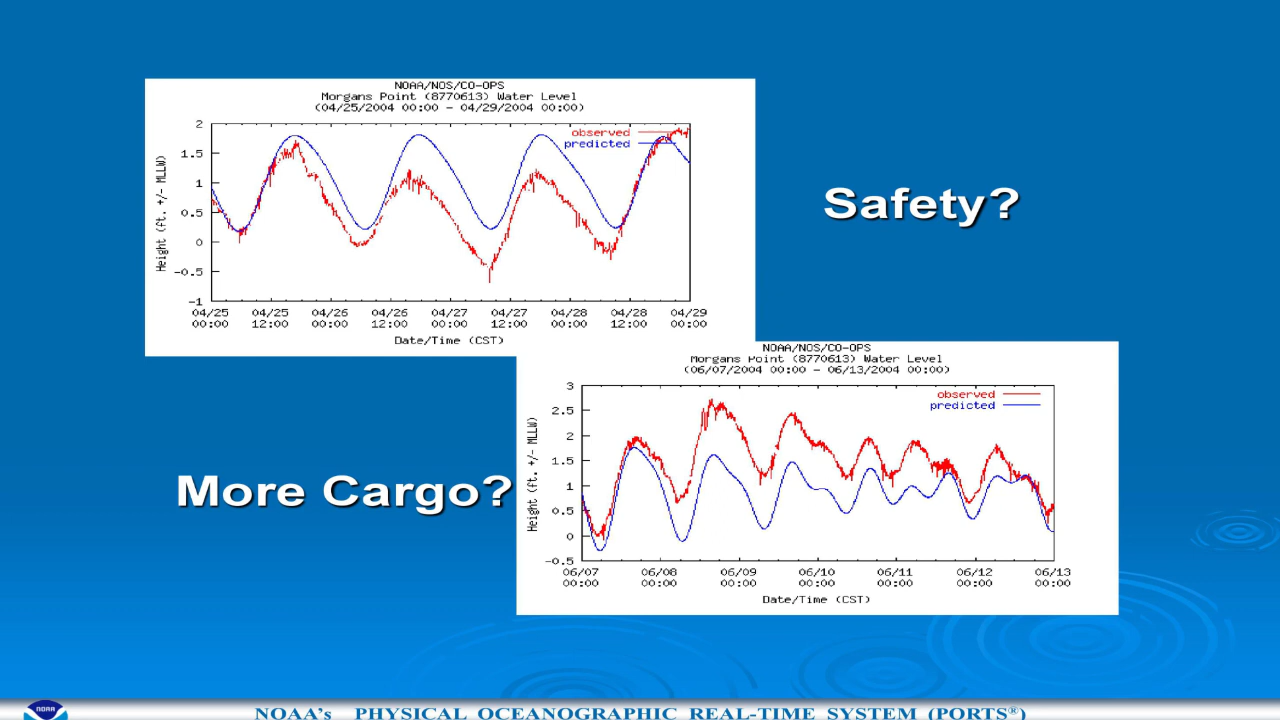 NOAA/NOS/CO-OPS
Morgans Point (8770613) Water Level
(04/25/2004 00:00 - 04/29/2004 00:00)
observed
predicted
Height (ft. +/- MLLW)
2
1.5
1
0.5
0
-0.5
-1
04/25 04/25 04/26 04/26 04/27 04/27 04/28 04/28 04/29
00:00 12:00 00:00 12:00 00:00 12:00 00:00 12:00 00:00
Date/Time (CST)
Safety?
NOAA/NOS/CO-OPS
Morgans Point (8770613) Water Level
(06/07/2004 00:00 - 06/13/2004 00:00)
observed
predicted
Height (ft. +/- MLLW)
3
2.5
2
1.5
1
0.5
0
-0.5
06/07 06/08 06/09 06/10 06/11 06/12 06/13
00:00 00:00 00:00 00:00 00:00 00:00 00:00
Date/Time (CST)
More Cargo?
NOAA
NOAA's PHYSICAL OCEANOGRAPHIC REAL-TIME SYSTEM (PORTS®)